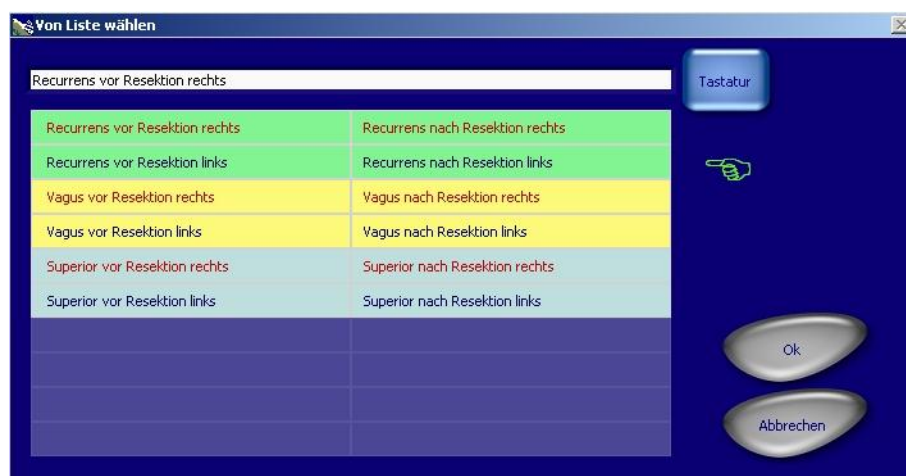 Von Liste wählen
Recurrens vor Resektion rechts
Tastatur
Recurrens vor Resektion rechts Recurrens nach Resektion rechts
Recurrens vor Resektion links Recurrens nach Resektion links
Vagus vor Resektion rechts Vagus nach Resektion rechts
Vagus vor Resektion links Vagus nach Resektion links
Superior vor Resektion rechts Superior nach Resektion rechts
Superior vor Resektion links Superior nach Resektion links
Ok
Abbrechen